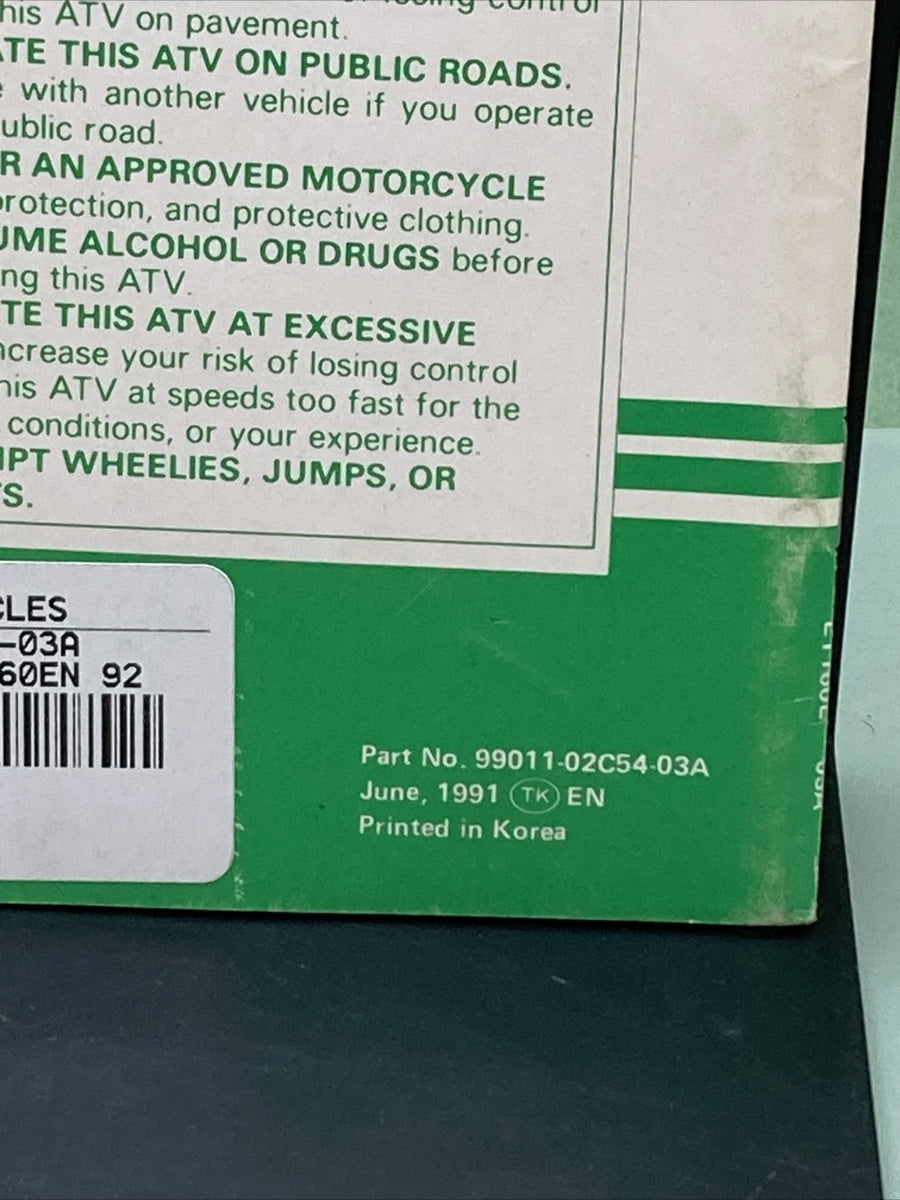 his ATV on pavement.
ATE THIS ATV ON PUBLIC ROADS.
with another vehicle if you operate
ublic road.
R AN APPROVED MOTORCYCLE
rotection, and protective clothing.
UME ALCOHOL OR DRUGS before
ng this ATV.
TE THIS ATV AT EXCESSIVE
ncrease your risk of losing control
his ATV at speeds too fast for the
conditions, or your experience.
MPT WHEELIES, JUMPS, OR
S.
CLES
-03A
60EN 92
Part No. 99011-02C54-03A
June, 1991 TK EN
Printed in Korea